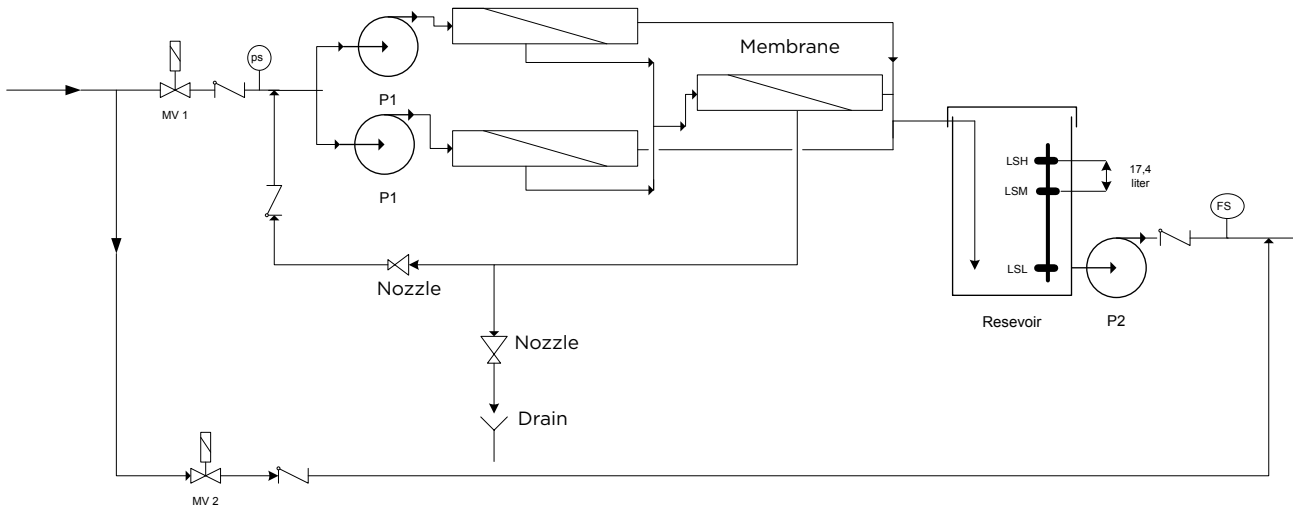 Membrane
ps
MV 1
P1
P1
LSH
LSM
LSL
17,4
liter
FS
Nozzle
Nozzle
Resevoir
P2
Drain
MV 2